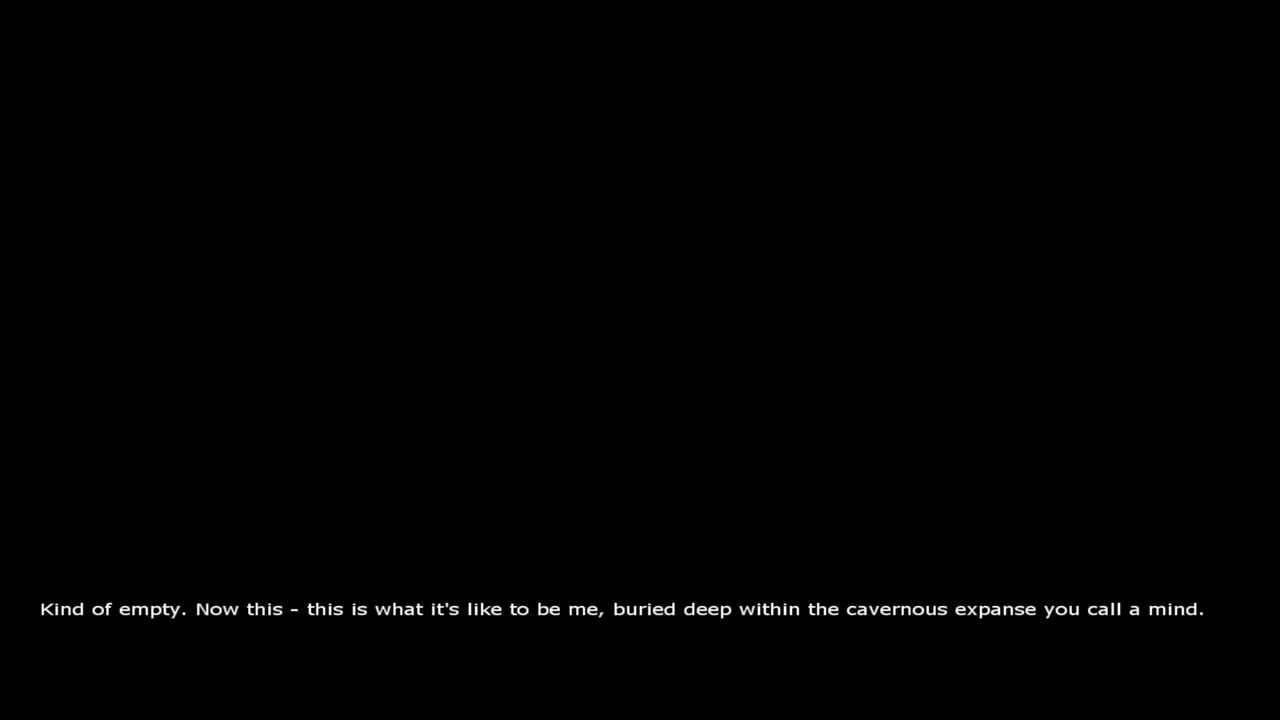 Kind of empty. Now this - this is what it's like to be me, buried deep within the cavernous expanse you call a mind.